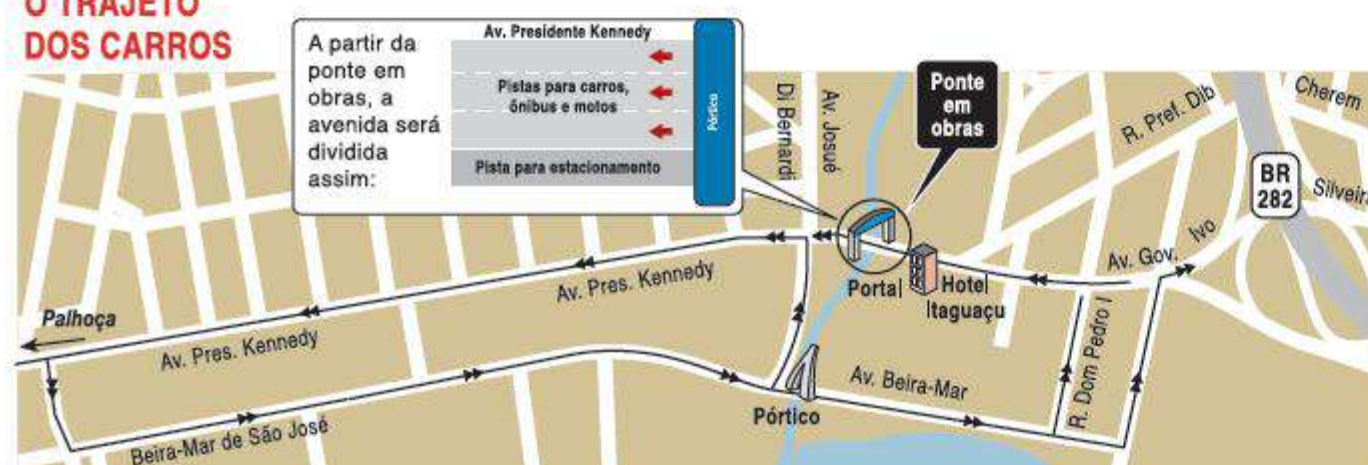 O TRAJETO
DOS CARROS
A partir da
ponte em
obras, a
avenida será
dividida
assim:
Av. Presidente Kennedy
Pistas para carros,
ônibus e motos
Pista para estacionamento
Pórtico
Di Bernardi
Av. Josué
Ponte
em
obras
R. Pref. Dib
Cherem
BR
282
Silveira
Av. Gov. Ivo
Portal
Hotel
Itaguaçu
Av. Pres. Kennedy
Palhoça
Av. Pres. Kennedy
Av. Beira-Mar
R. Dom Pedro I
Pórtico
Beira-Mar de São José